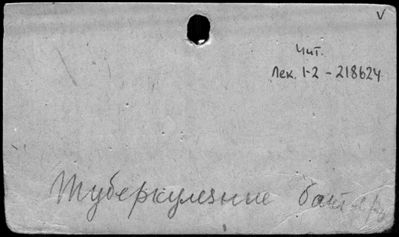 V
Чит.
Лек. 1-2 - 218624
Туберкулезные